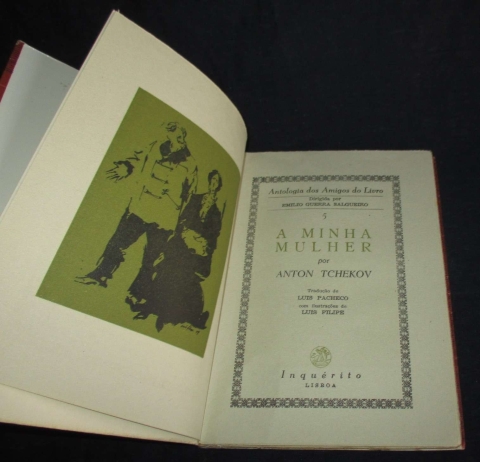 Antologia dos Amigos do Livro
Dirigida por
EMÍLIO GUERRA SALGUEIRO
5
A MINHA
MULHER
por
ANTON TCHEKOV
Tradução de
LUIS PACHECO
com ilustrações de
LUIS FILIPE
Inquérito
LISBOA